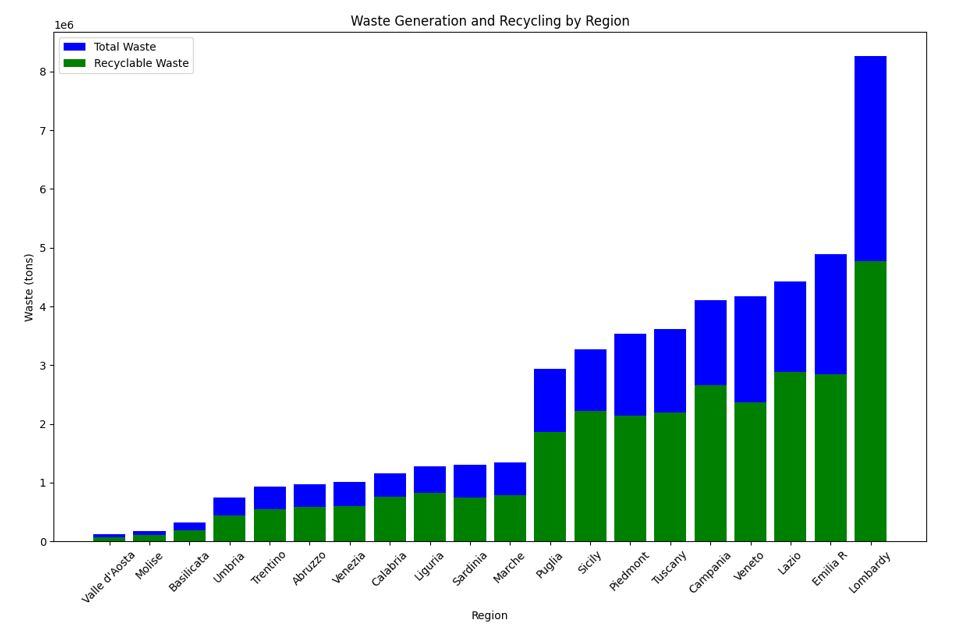 Waste Generation and Recycling by Region
1e6
Total Waste
Recyclable Waste
8
7
6
5
4
3
2
1
0
Waste (tons)
Valle d'Aosta
Molise
Basilicata
Umbria
Trentino
Abruzzo
Venezia
Calabria
Liguria
Sardinia
Marche
Puglia
Sicily
Piedmont
Tuscany
Campania
Veneto
Lazio
Emilia R
Lombardy
Region